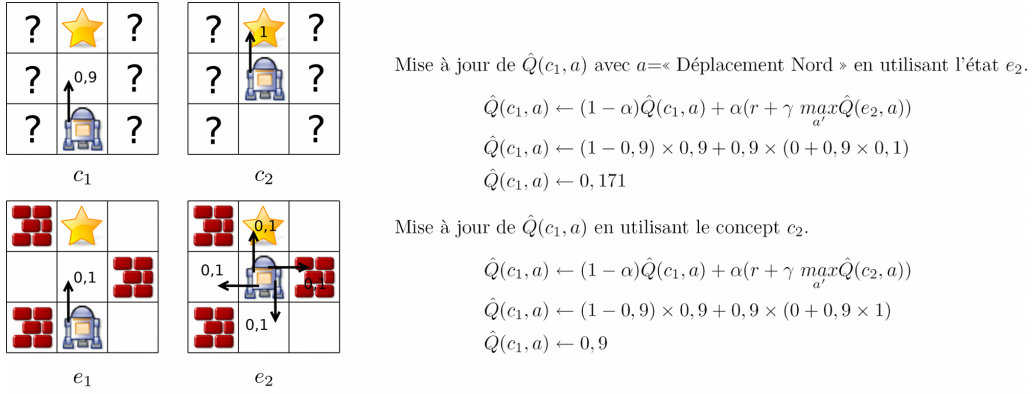 ? ?
0,9
? ?
? ?
c₁
? 1 ?
? ?
? ?
c₂
0,1
e₁
0,1
0,1
0,1
0,1
e₂
Mise à jour de Q̂(c₁, a) avec a=« Déplacement Nord » en utilisant l'état e₂.
Q̂(c₁, a) ← (1 − α)Q̂(c₁, a) + α(r + γ max Q̂(e₂, a))
a′
Q̂(c₁, a) ← (1 − 0, 9) × 0, 9 + 0, 9 × (0 + 0, 9 × 0, 1)
Q̂(c₁, a) ← 0, 171
Mise à jour de Q̂(c₁, a) en utilisant le concept c₂.
Q̂(c₁, a) ← (1 − α)Q̂(c₁, a) + α(r + γ max Q̂(c₂, a))
a′
Q̂(c₁, a) ← (1 − 0, 9) × 0, 9 + 0, 9 × (0 + 0, 9 × 1)
Q̂(c₁, a) ← 0, 9